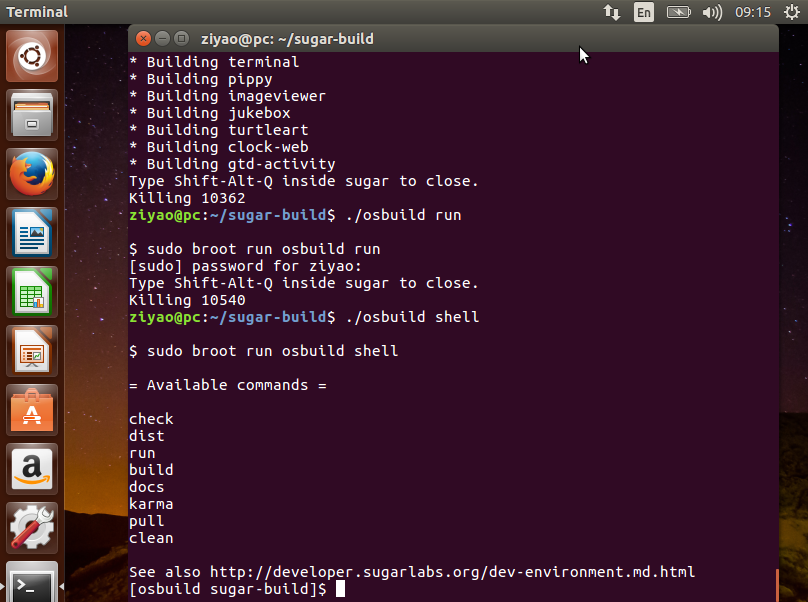 Terminal
En
09:15
ziyao@pc: ~/sugar-build
* Building terminal
* Building pippy
* Building imageviewer
* Building jukebox
* Building turtleart
* Building clock-web
* Building gtd-activity
Type Shift-Alt-Q inside sugar to close.
Killing 10362
ziyao@pc:~/sugar-build$ ./osbuild run
$ sudo broot run osbuild run
[sudo] password for ziyao:
Type Shift-Alt-Q inside sugar to close.
Killing 10540
ziyao@pc:~/sugar-build$ ./osbuild shell
$ sudo broot run osbuild shell
= Available commands =
check
dist
run
build
docs
karma
pull
clean
See also http://developer.sugarlabs.org/dev-environment.md.html
[osbuild sugar-build]$